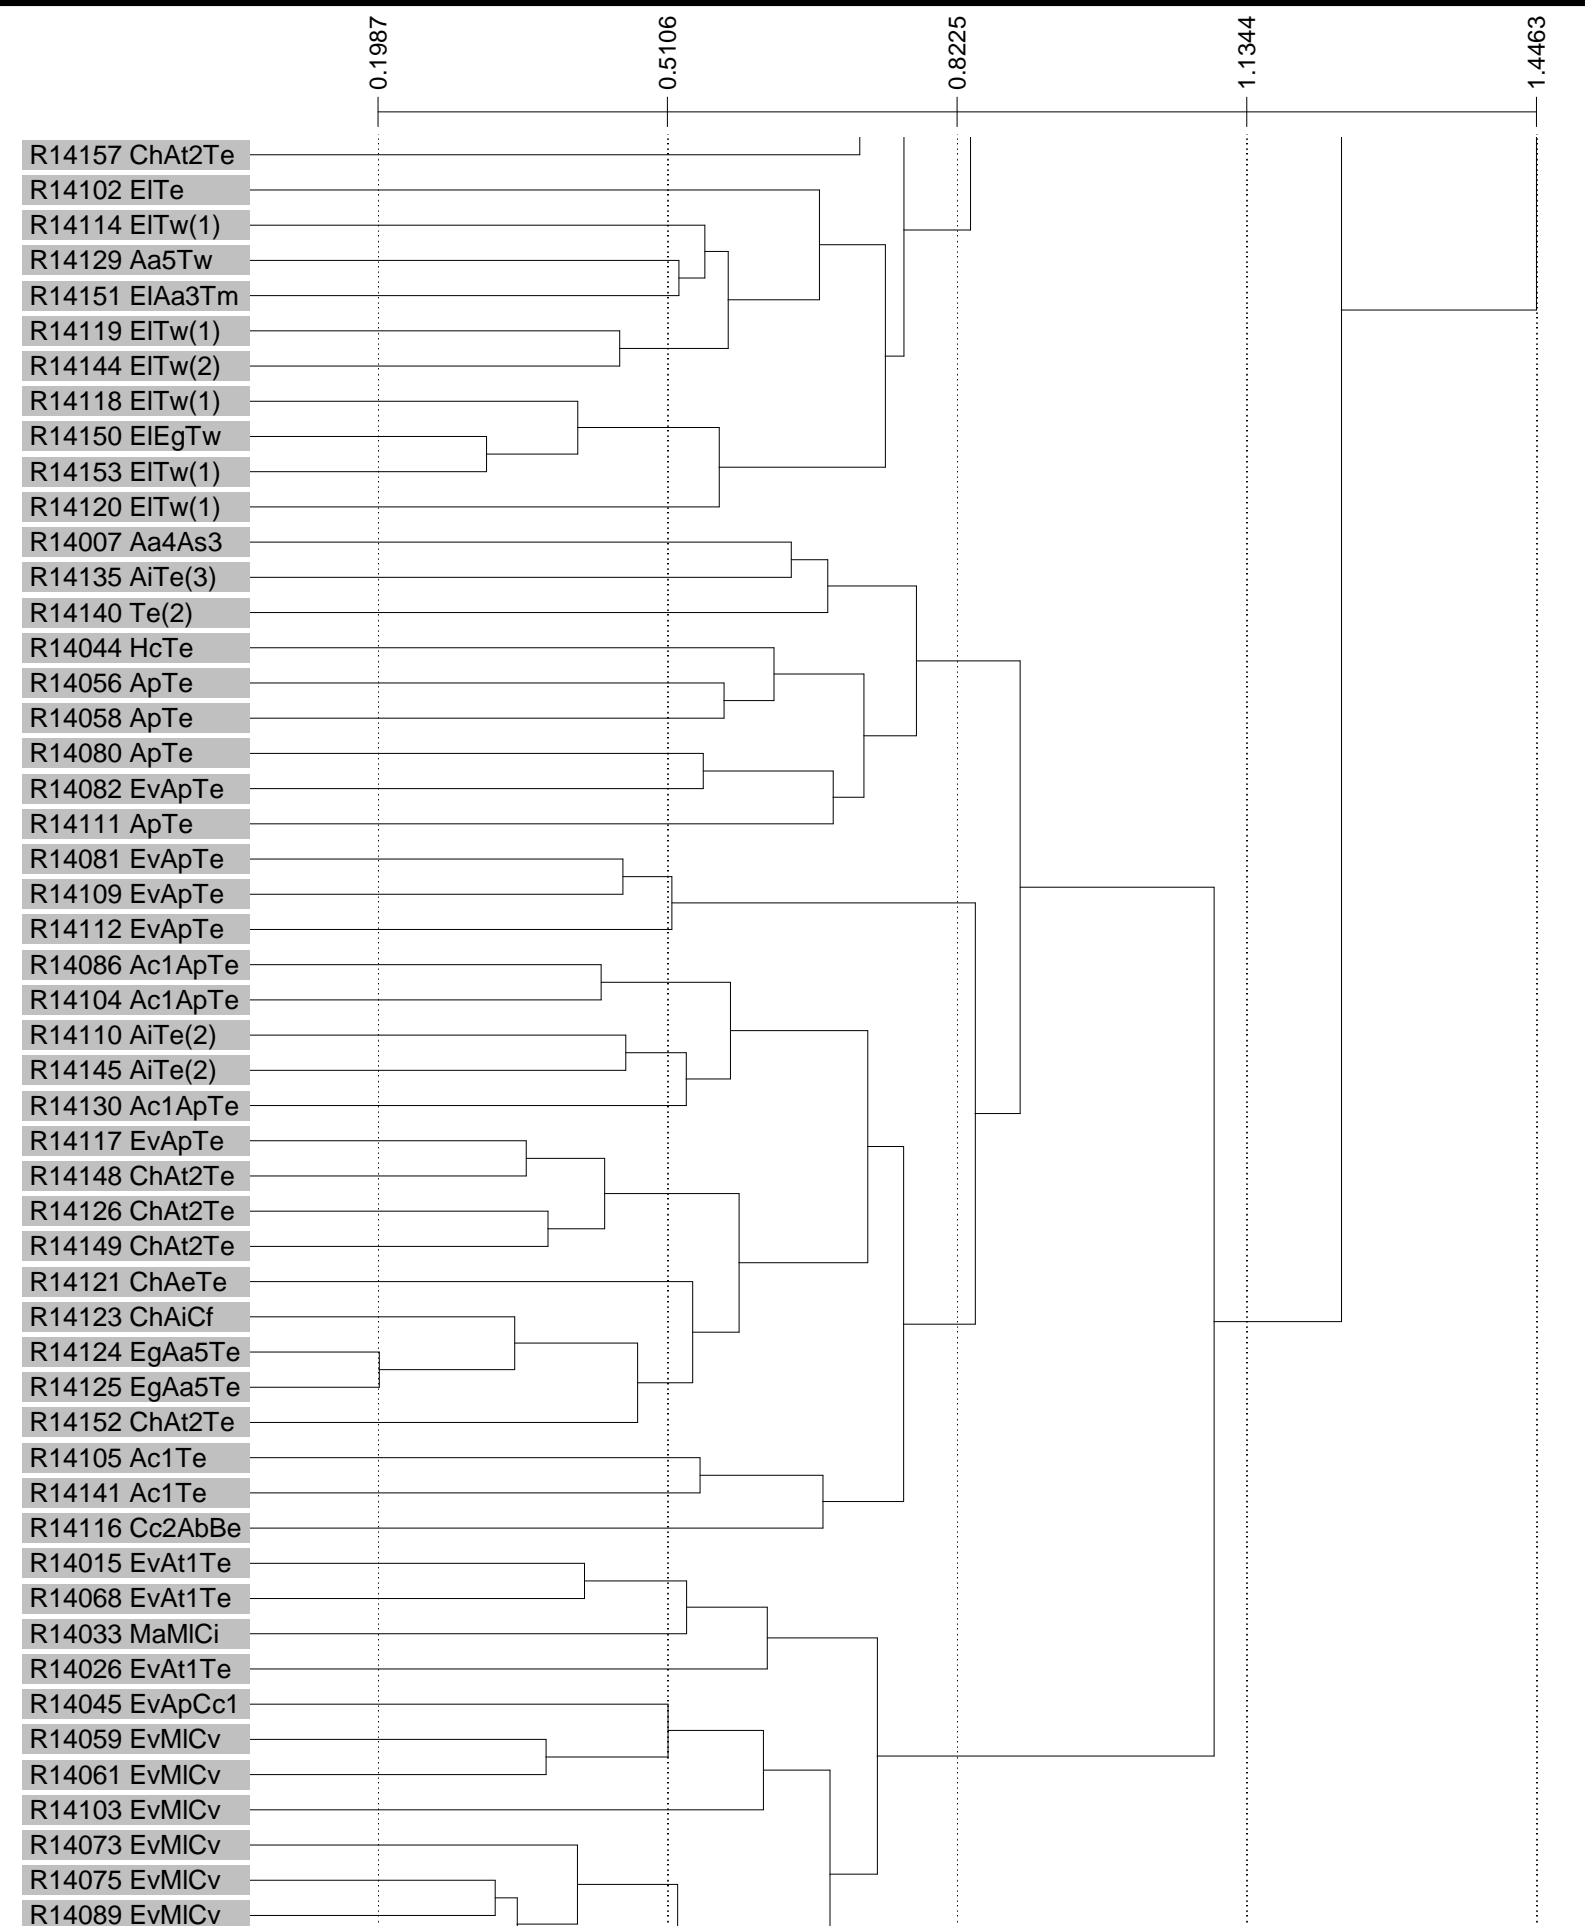 0.1987
0.5106
0.8225
1.1344
1.4463
R14157 ChAt2Te
R14102 ElTe
R14114 ElTw(1)
R14129 Aa5Tw
R14151 ElAa3Tm
R14119 ElTw(1)
R14144 ElTw(2)
R14118 ElTw(1)
R14150 ElEgTw
R14153 ElTw(1)
R14120 ElTw(1)
R14007 Aa4As3
R14135 AiTe(3)
R14140 Te(2)
R14044 HcTe
R14056 ApTe
R14058 ApTe
R14080 ApTe
R14082 EvApTe
R14111 ApTe
R14081 EvApTe
R14109 EvApTe
R14112 EvApTe
R14086 Ac1ApTe
R14104 Ac1ApTe
R14110 AiTe(2)
R14145 AiTe(2)
R14130 Ac1ApTe
R14117 EvApTe
R14148 ChAt2Te
R14126 ChAt2Te
R14149 ChAt2Te
R14121 ChAeTe
R14123 ChAiCf
R14124 EgAa5Te
R14125 EgAa5Te
R14152 ChAt2Te
R14105 Ac1Te
R14141 Ac1Te
R14116 Cc2AbBe
R14015 EvAt1Te
R14068 EvAt1Te
R14033 MaMlCi
R14026 EvAt1Te
R14045 EvApCc1
R14059 EvMlCv
R14061 EvMlCv
R14103 EvMlCv
R14073 EvMlCv
R14075 EvMlCv
R14089 EvMlCv